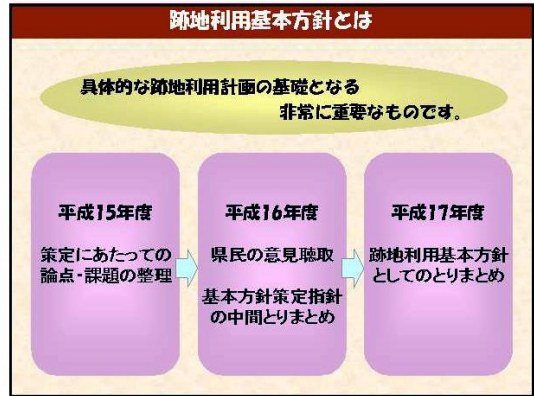 跡地利用基本方針とは
具体的な跡地利用計画の基礎となる
非常に重要なものです。
平成15年度
策定にあたっての
論点・課題の整理
平成16年度
県民の意見聴取
基本方針策定指針
の中間とりまとめ
平成17年度
跡地利用基本方針
としてのとりまとめ